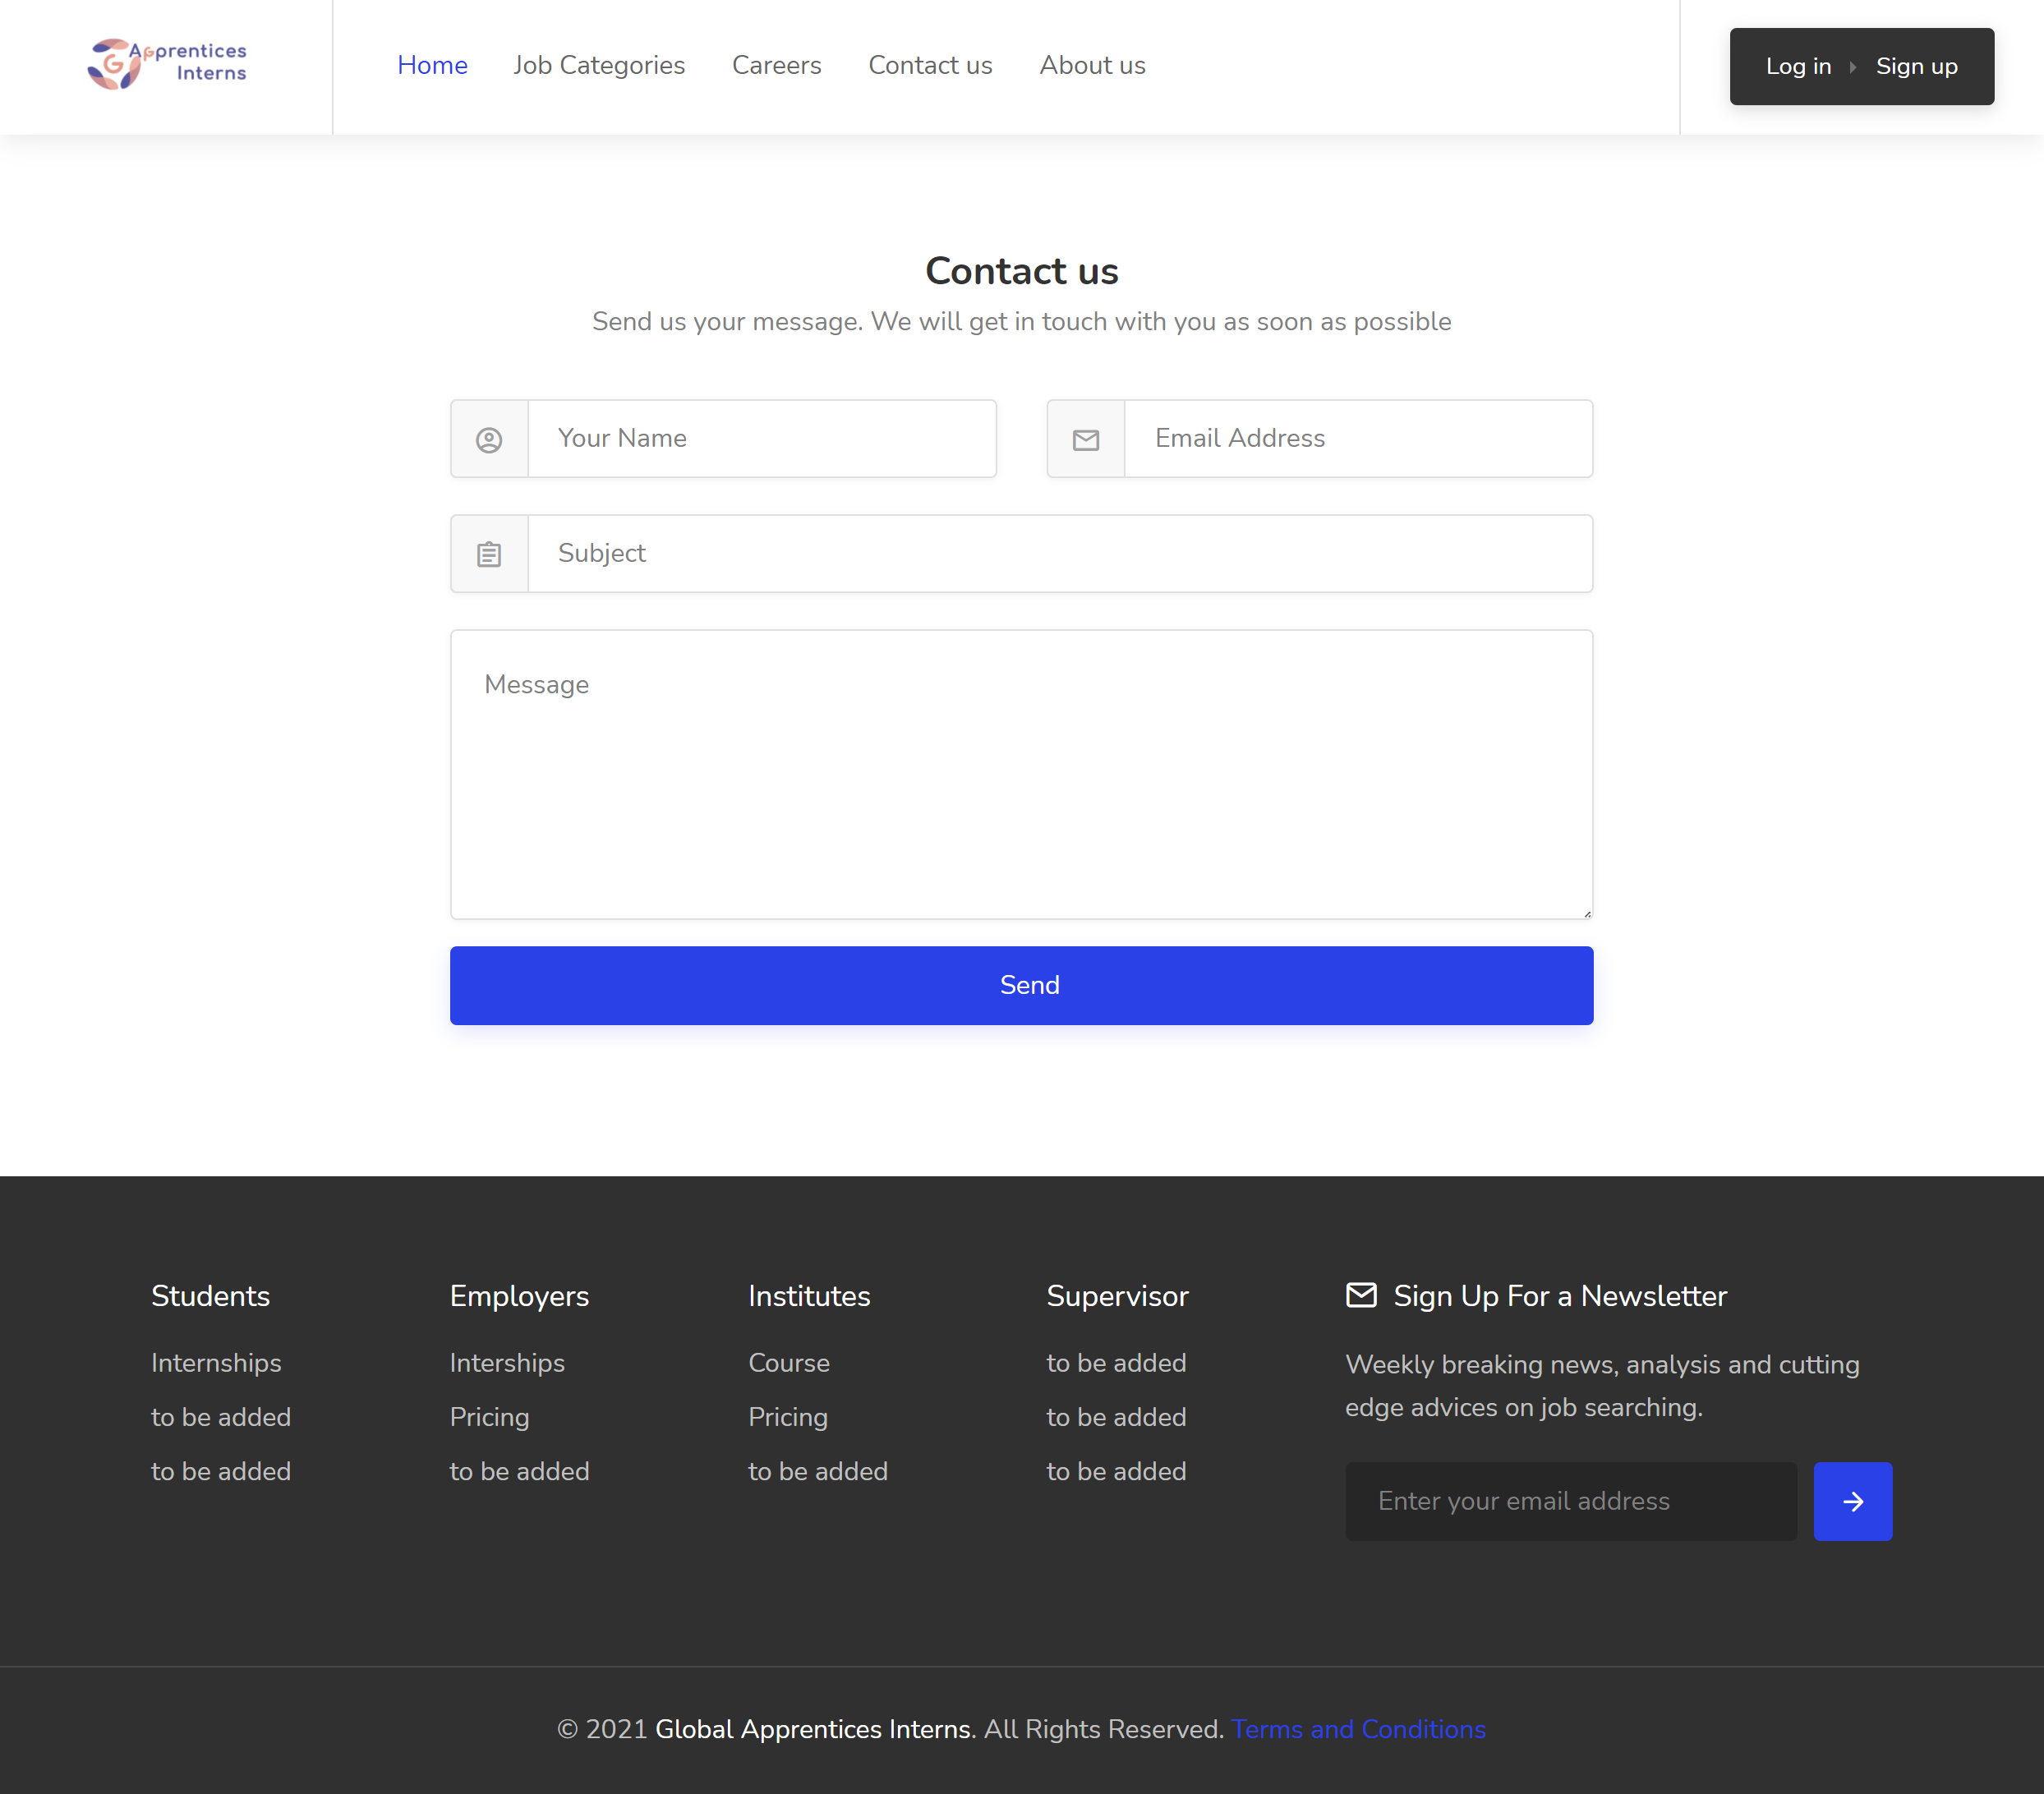 Apprentices
G
Interns
Home
Job Categories
Careers
Contact us
About us
Log in
Sign up
Contact us
Send us your message. We will get in touch with you as soon as possible
Your Name
Email Address
Subject
Message
Send
Students
Internships
to be added
to be added
Employers
Interships
Pricing
to be added
Institutes
Course
Pricing
to be added
Supervisor
to be added
to be added
to be added
Sign Up For a Newsletter
Weekly breaking news, analysis and cutting
edge advices on job searching.
Enter your email address
© 2021 Global Apprentices Interns. All Rights Reserved. Terms and Conditions